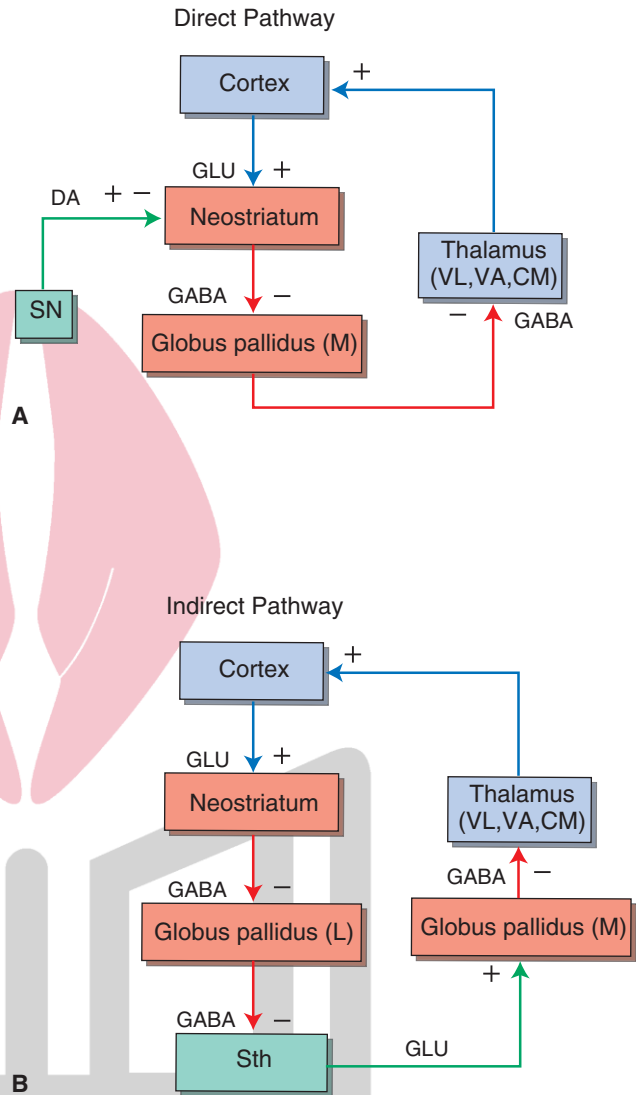 Direct Pathway
Cortex
+
GLU +
DA + −
Neostriatum
SN
GABA −
Thalamus
(VL,VA,CM)
− GABA
Globus pallidus (M)
A
Indirect Pathway
Cortex
+
GLU +
Neostriatum
Thalamus
(VL,VA,CM)
GABA −
GABA −
Globus pallidus (L)
Globus pallidus (M)
+
GABA −
Sth
GLU
B